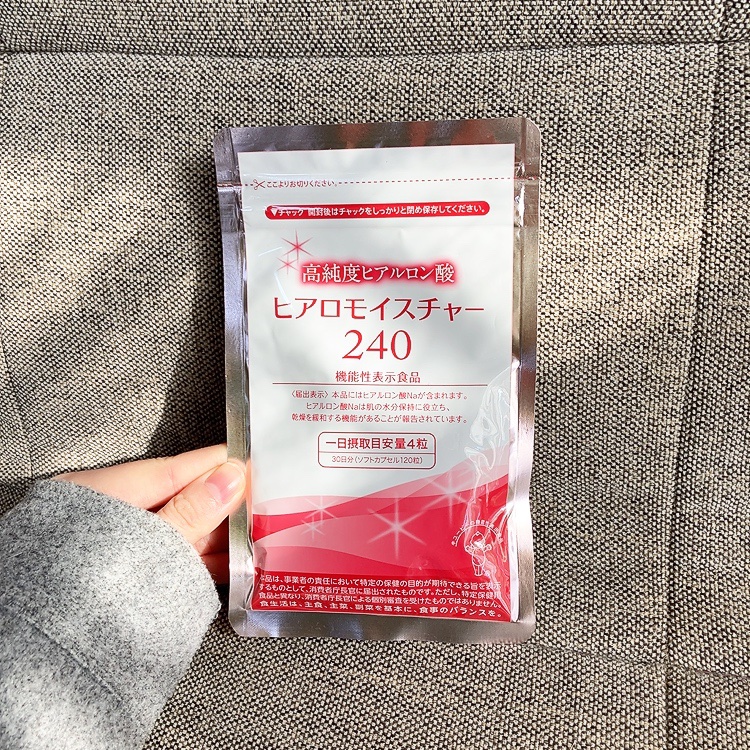 ここよりお切りください。
▼チャック 開封後はチャックをしっかりと閉め保存してください。
高純度ヒアルロン酸
ヒアロモイスチャー
240
機能性表示食品
〈届出表示〉本品にはヒアルロン酸Naが含まれます。
ヒアルロン酸Naは肌の水分保持に役立ち、
乾燥を緩和する機能があることが報告されています。
一日摂取目安量4粒
30日分(ソフトカプセル120粒)
本品は、事業者の責任において特定の保健の目的が期待できる旨を表示
するものとして、消費者庁長官に届出されたものです。ただし、特定保健用
食品と異なり、消費者庁長官による個別審査を受けたものではありません。
食生活は、主食、主菜、副菜を基本に、食事のバランスを。